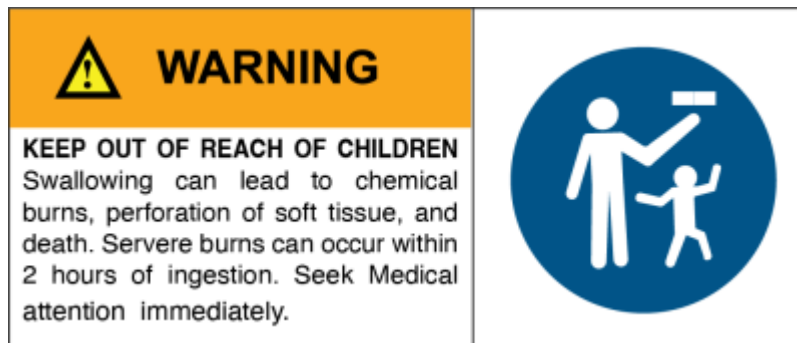 WARNING
KEEP OUT OF REACH OF CHILDREN
Swallowing can lead to chemical
burns, perforation of soft tissue, and
death. Servere burns can occur within
2 hours of ingestion. Seek Medical
attention immediately.